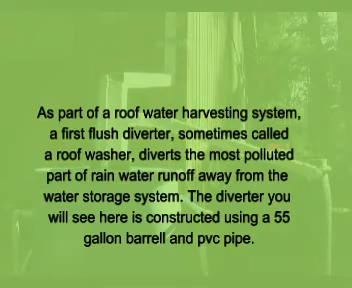 As part of a roof water harvesting system,
a first flush diverter, sometimes called
a roof washer, diverts the most polluted
part of rain water runoff away from the
water storage system. The diverter you
will see here is constructed using a 55
gallon barrell and pvc pipe.